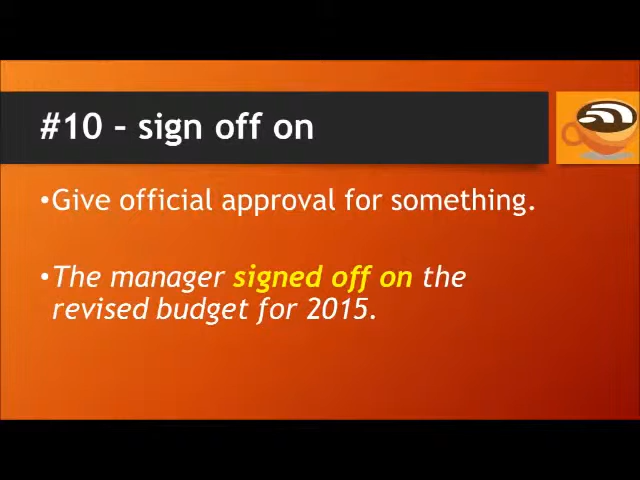 #10 – sign off on
•Give official approval for something.
•The manager signed off on the
revised budget for 2015.